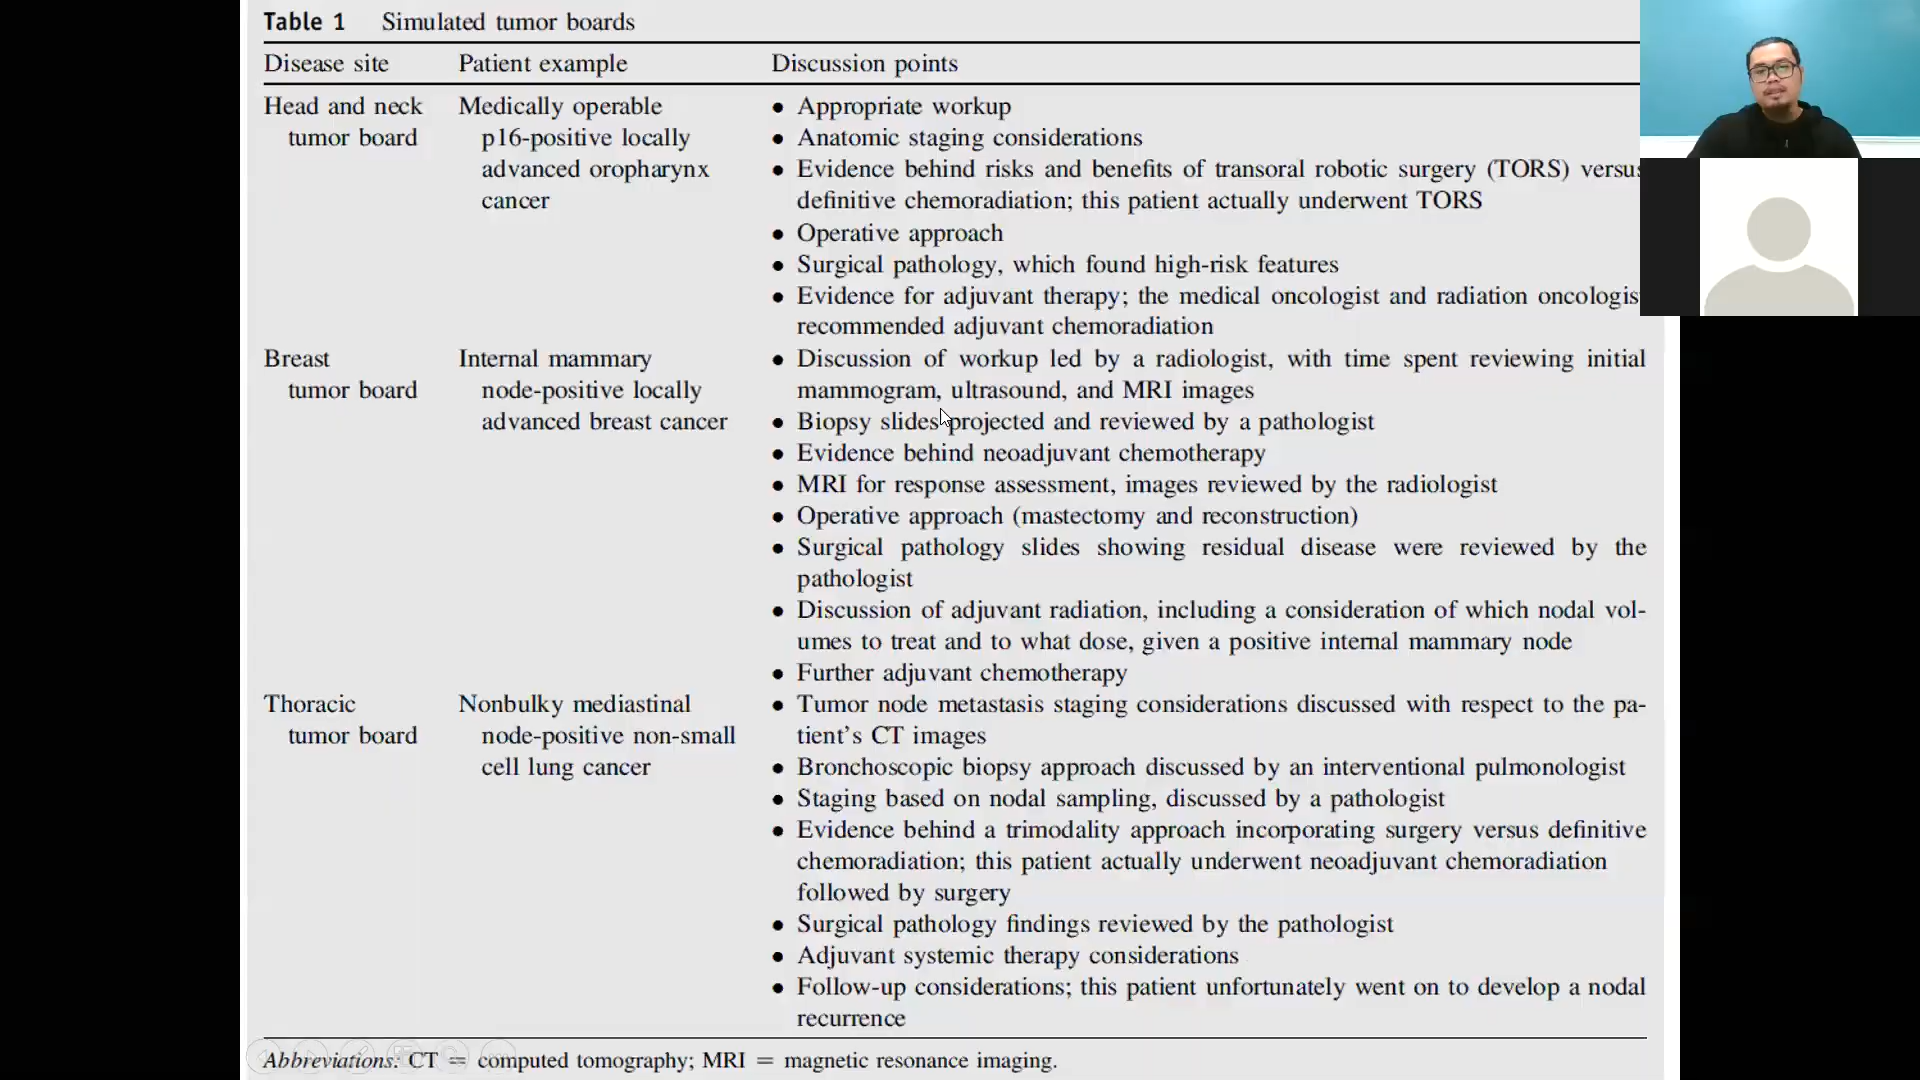 Table 1 Simulated tumor boards
Disease site Patient example Discussion points
Head and neck tumor board
Medically operable
p16-positive locally
advanced oropharynx
cancer
• Appropriate workup
• Anatomic staging considerations
• Evidence behind risks and benefits of transoral robotic surgery (TORS) versus
definitive chemoradiation; this patient actually underwent TORS
• Operative approach
• Surgical pathology, which found high-risk features
• Evidence for adjuvant therapy; the medical oncologist and radiation oncologis
recommended adjuvant chemoradiation
Breast
tumor board
Internal mammary
node-positive locally
advanced breast cancer
• Discussion of workup led by a radiologist, with time spent reviewing initial
mammogram, ultrasound, and MRI images
• Biopsy slides projected and reviewed by a pathologist
• Evidence behind neoadjuvant chemotherapy
• MRI for response assessment, images reviewed by the radiologist
• Operative approach (mastectomy and reconstruction)
• Surgical pathology slides showing residual disease were reviewed by the
pathologist
• Discussion of adjuvant radiation, including a consideration of which nodal vol-
umes to treat and to what dose, given a positive internal mammary node
• Further adjuvant chemotherapy
Thoracic
tumor board
Nonbulky mediastinal
node-positive non-small
cell lung cancer
• Tumor node metastasis staging considerations discussed with respect to the pa-
tient's CT images
• Bronchoscopic biopsy approach discussed by an interventional pulmonologist
• Staging based on nodal sampling, discussed by a pathologist
• Evidence behind a trimodality approach incorporating surgery versus definitive
chemoradiation; this patient actually underwent neoadjuvant chemoradiation
followed by surgery
• Surgical pathology findings reviewed by the pathologist
• Adjuvant systemic therapy considerations
• Follow-up considerations; this patient unfortunately went on to develop a nodal
recurrence
Abbreviations: CT = computed tomography; MRI = magnetic resonance imaging.